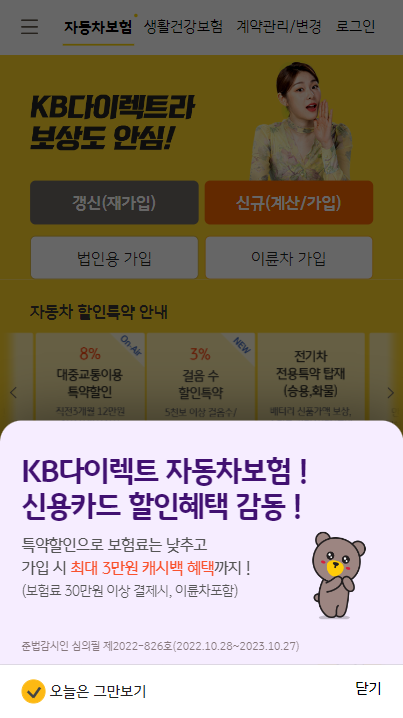 자동차보험 생활건강보험 계약관리/변경 로그인
KB다이렉트라
보상도 안심!
갱신(재가입) 신규(계산/가입)
법인용 가입 이륜차 가입
자동차 할인특약 안내
On-Air NEW
8% 3% 전기차
대중교통이용 걸음 수 전용특약 탑재
특약할인 할인특약 (승용,화물)
직전3개월 12만원 5천보 이상 걸음수/ 배터리 신품가액 보상,
KB다이렉트 자동차보험 !
신용카드 할인혜택 감동 !
특약할인으로 보험료는 낮추고
가입 시 최대 3만원 캐시백 혜택까지 !
(보험료 30만원 이상 결제시, 이륜차포함)
준법감시인 심의필 제2022-826호(2022.10.28~2023.10.27)
오늘은 그만보기 닫기